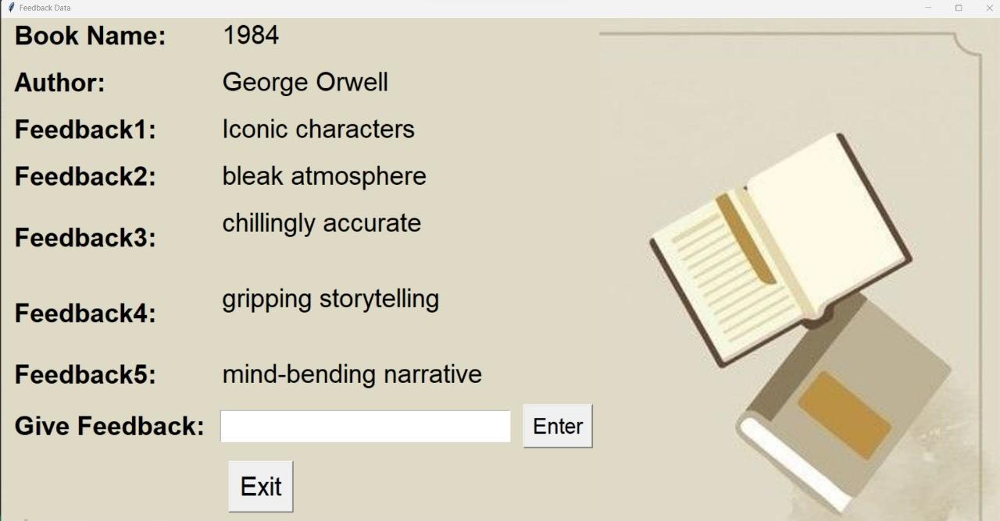 Feedback Data
Book Name: 1984
Author: George Orwell
Feedback1: Iconic characters
Feedback2: bleak atmosphere
Feedback3: chillingly accurate
Feedback4: gripping storytelling
Feedback5: mind-bending narrative
Give Feedback: Enter
Exit